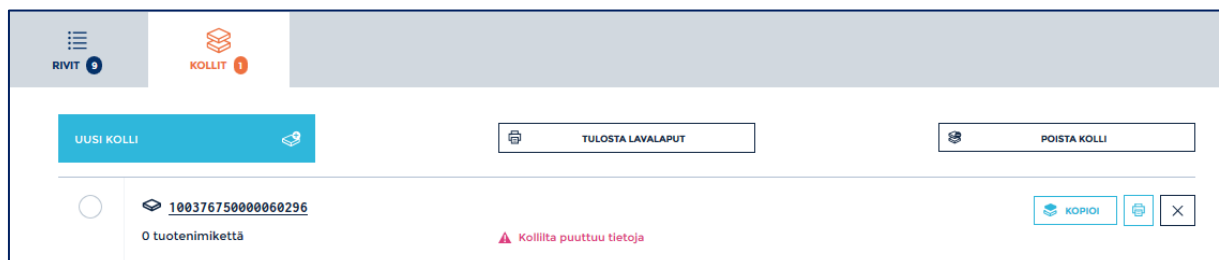 RIVIT 9
KOLLIT 1
UUSI KOLLI
TULOSTA LAVALAPUT
POISTA KOLLI
100376750000060296
KOPIOI
0 tuotenimikettä
Kollilta puuttuu tietoja